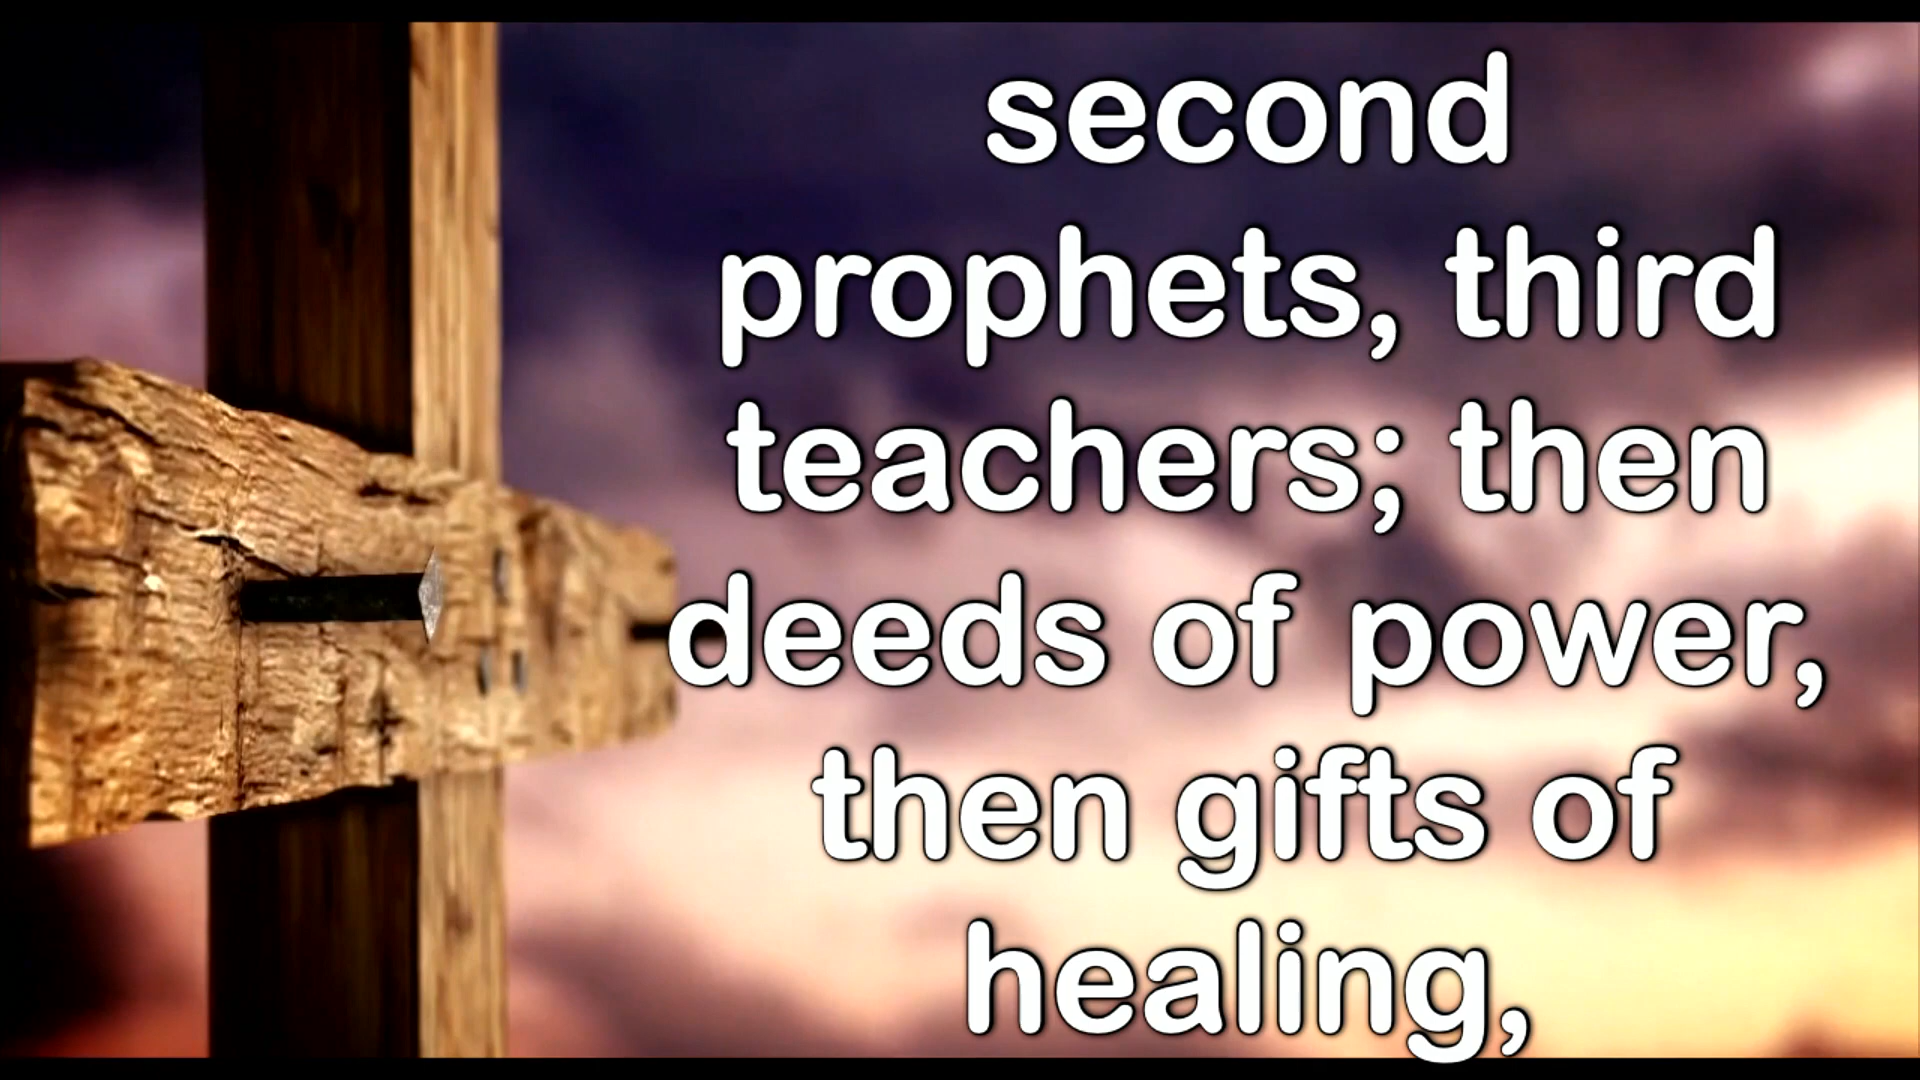 second
prophets, third
teachers; then
deeds of power,
then gifts of
healing,